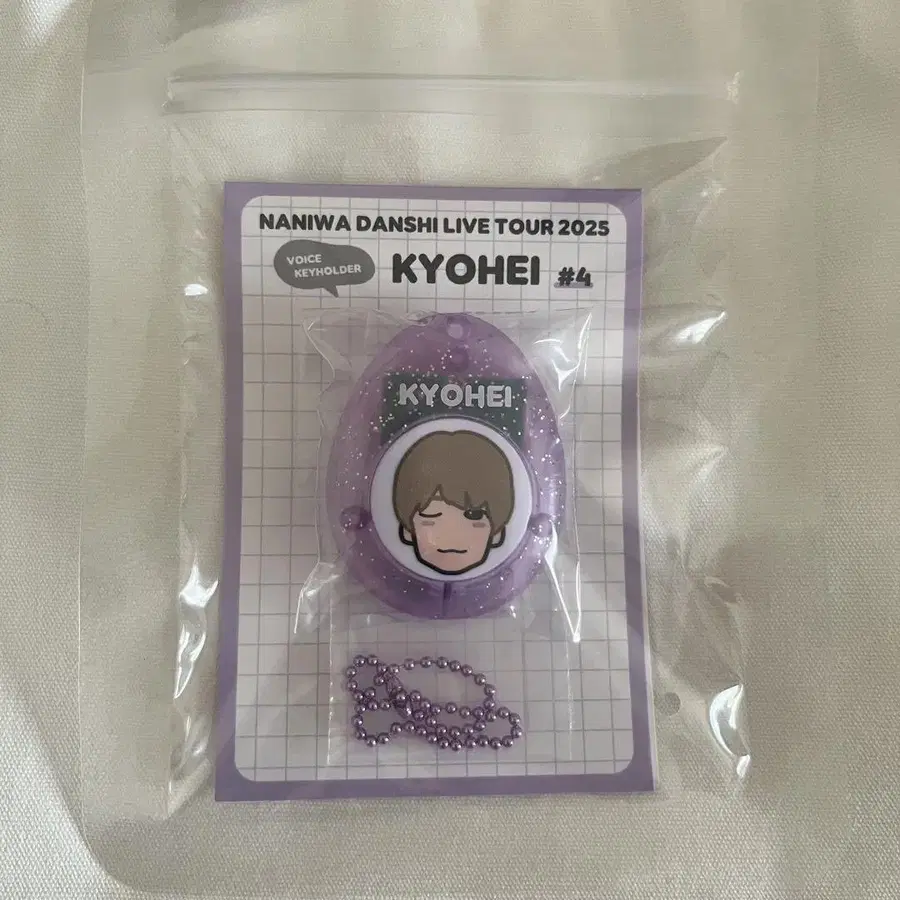 NANIWA DANSHI LIVE TOUR 2025
VOICE
KEYHOLDER
KYOHEI #4
KYOHEI